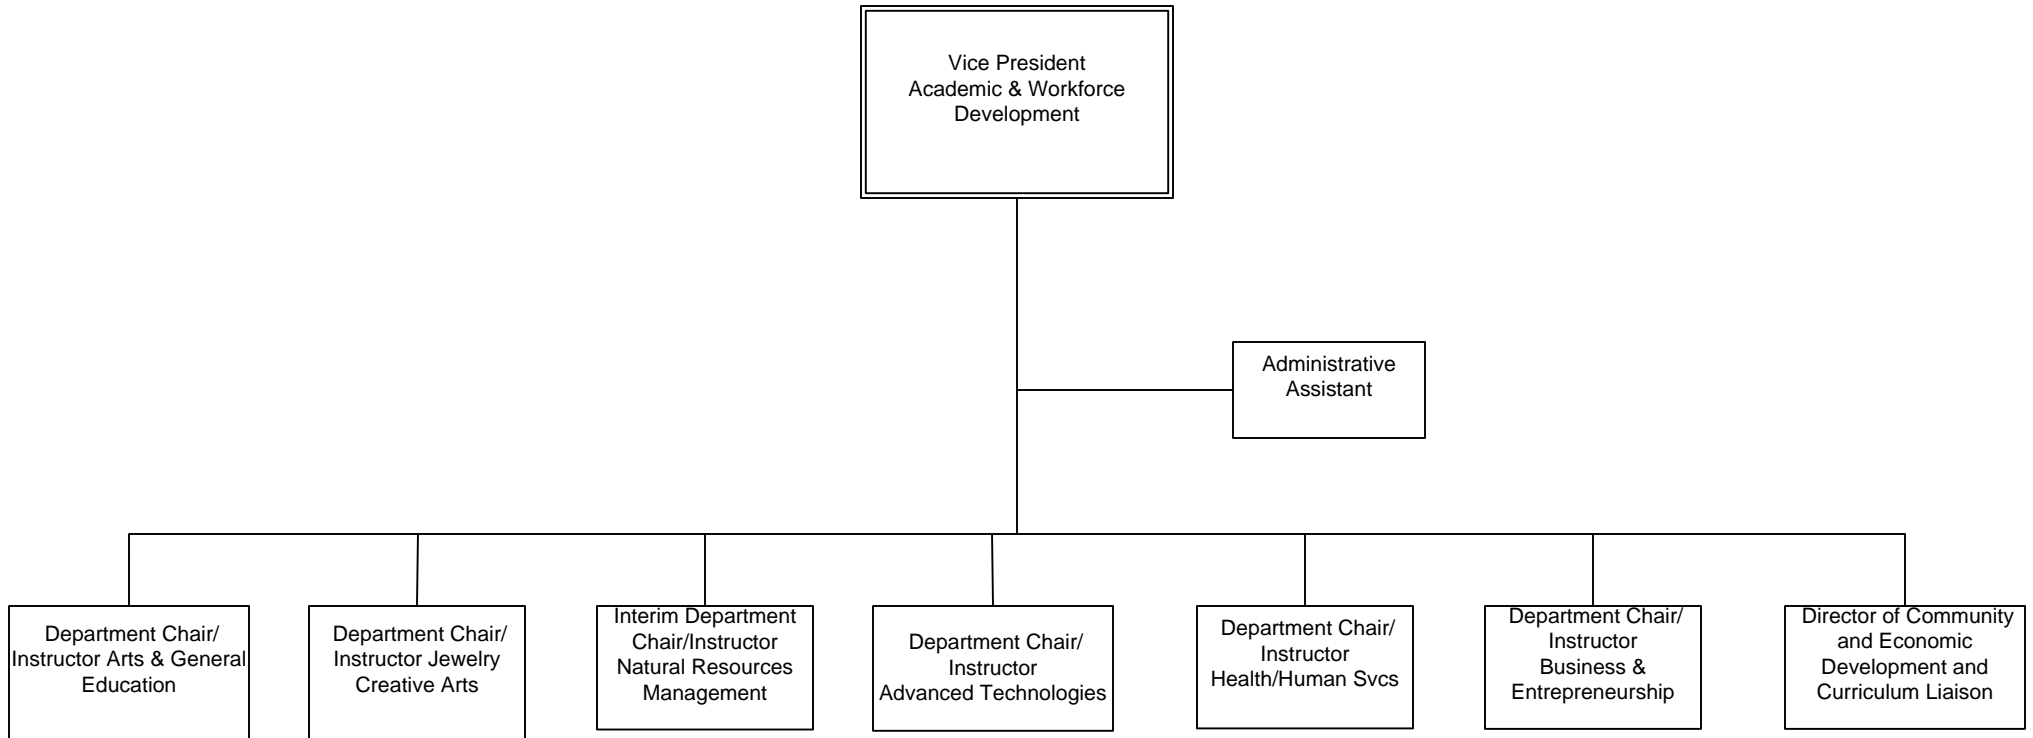 Vice President
Academic & Workforce
Development
Administrative
Assistant
Department Chair/
Instructor Arts & General
Education
Department Chair/
Instructor Jewelry
Creative Arts
Interim Department
Chair/Instructor
Natural Resources
Management
Department Chair/
Instructor
Advanced Technologies
Department Chair/
Instructor
Health/Human Svcs
Department Chair/
Instructor
Business &
Entrepreneurship
Director of Community
and Economic
Development and
Curriculum Liaison